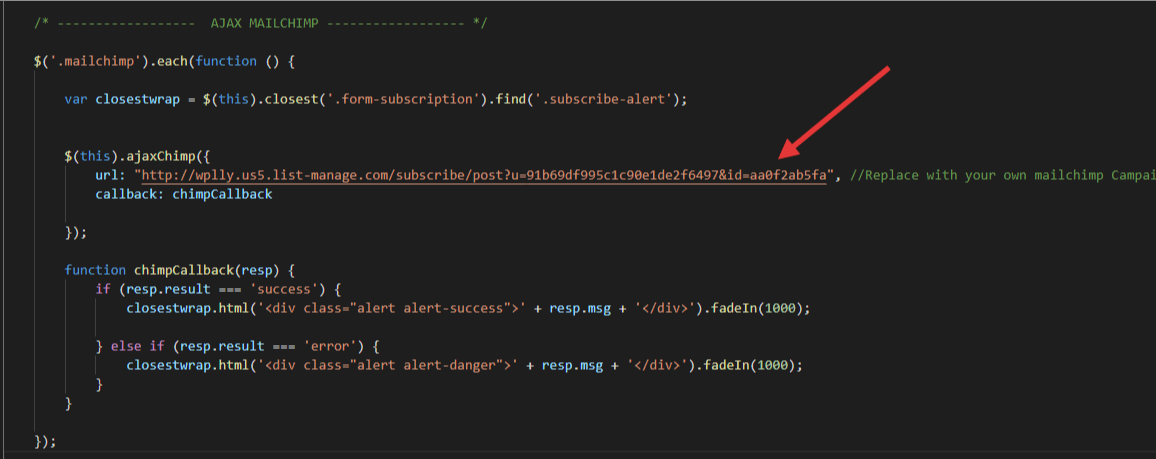 /* ------------------ AJAX MAILCHIMP ------------------ */
$('.mailchimp').each(function () {
var closestwrap = $(this).closest('.form-subscription').find('.subscribe-alert');
$(this).ajaxChimp({
url: "http://wplly.us5.list-manage.com/subscribe/post?u=91b69df995c1c90e1de2f6497&id=aa0f2ab5fa", //Replace with your own mailchimp Campai
callback: chimpCallback
});
function chimpCallback(resp) {
if (resp.result === 'success') {
closestwrap.html('<div class="alert alert-success">' + resp.msg + '</div>').fadeIn(1000);
} else if (resp.result === 'error') {
closestwrap.html('<div class="alert alert-danger">' + resp.msg + '</div>').fadeIn(1000);
}
}
});